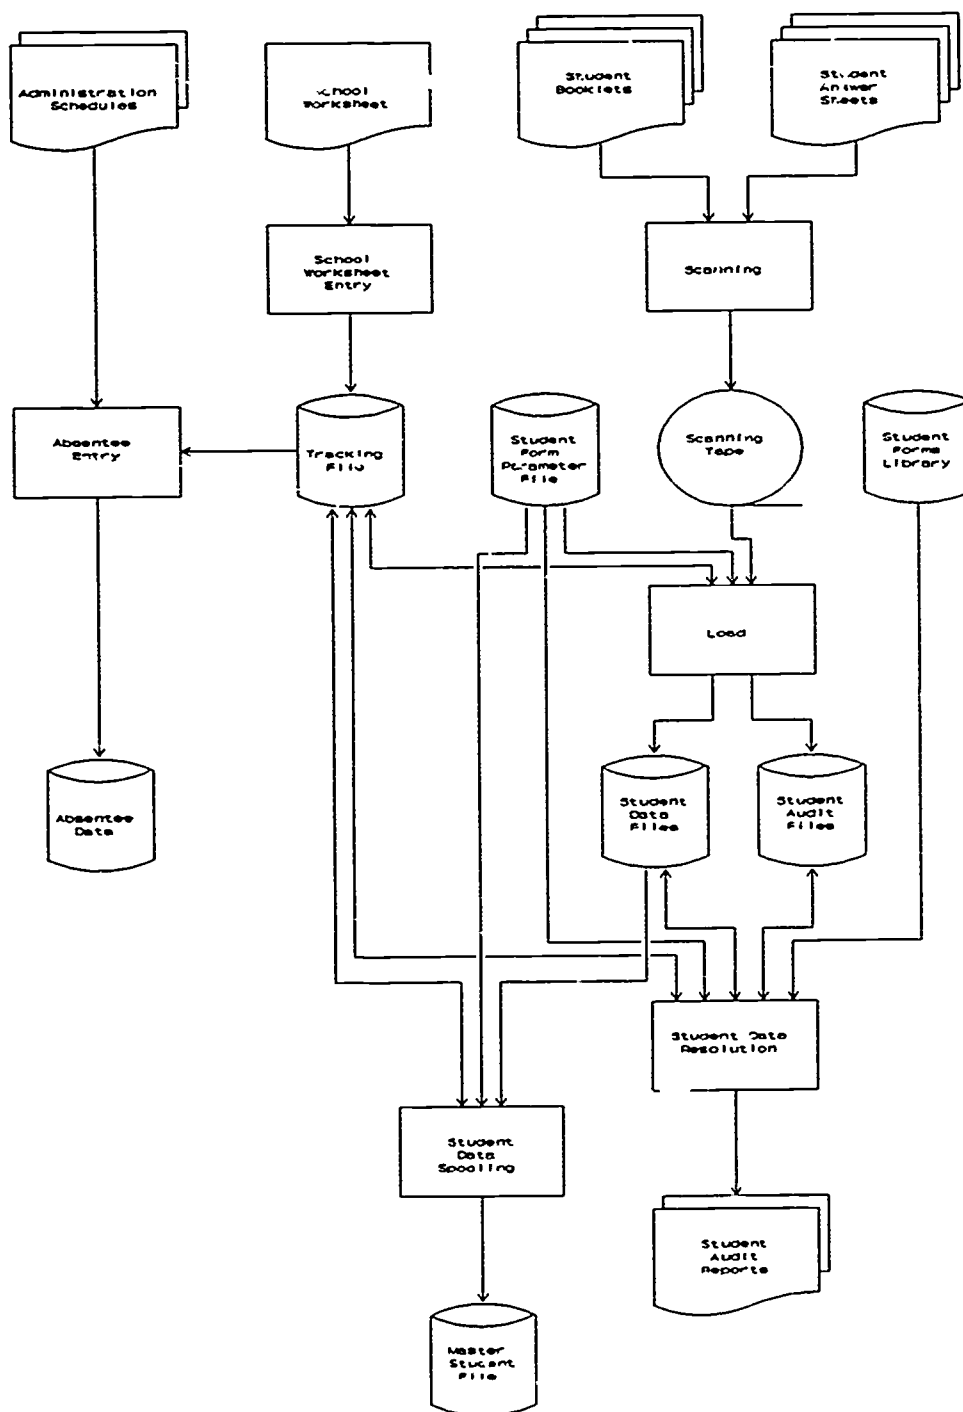 Administration
Schedules
School
Worksheet
Student
Booklets
Student
Answer
Sheets
School
Worksheet
Entry
Scanning
Absentee
Entry
Tracking
File
Student
Form
Parameter
File
Scanning
Tape
Student
Forms
Library
Load
Absentee
Data
Student
Data
Files
Student
Audit
Files
Student Data
Resolution
Student
Data
Spooling
Student
Audit
Reports
Master
Student
File